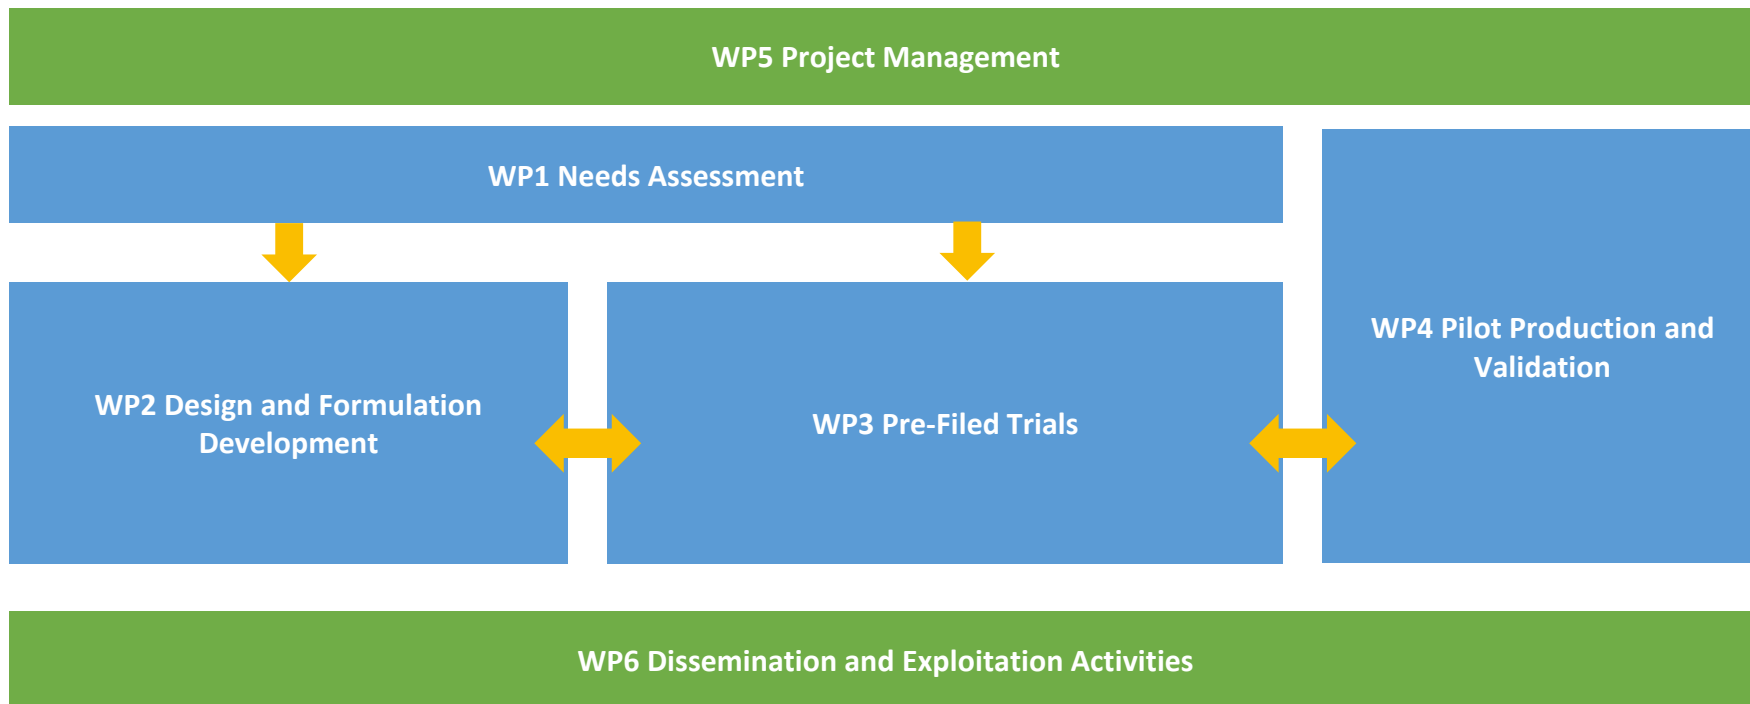 WP5 Project Management
WP1 Needs Assessment
WP4 Pilot Production and
Validation
WP2 Design and Formulation
Development
WP3 Pre-Filed Trials
WP6 Dissemination and Exploitation Activities